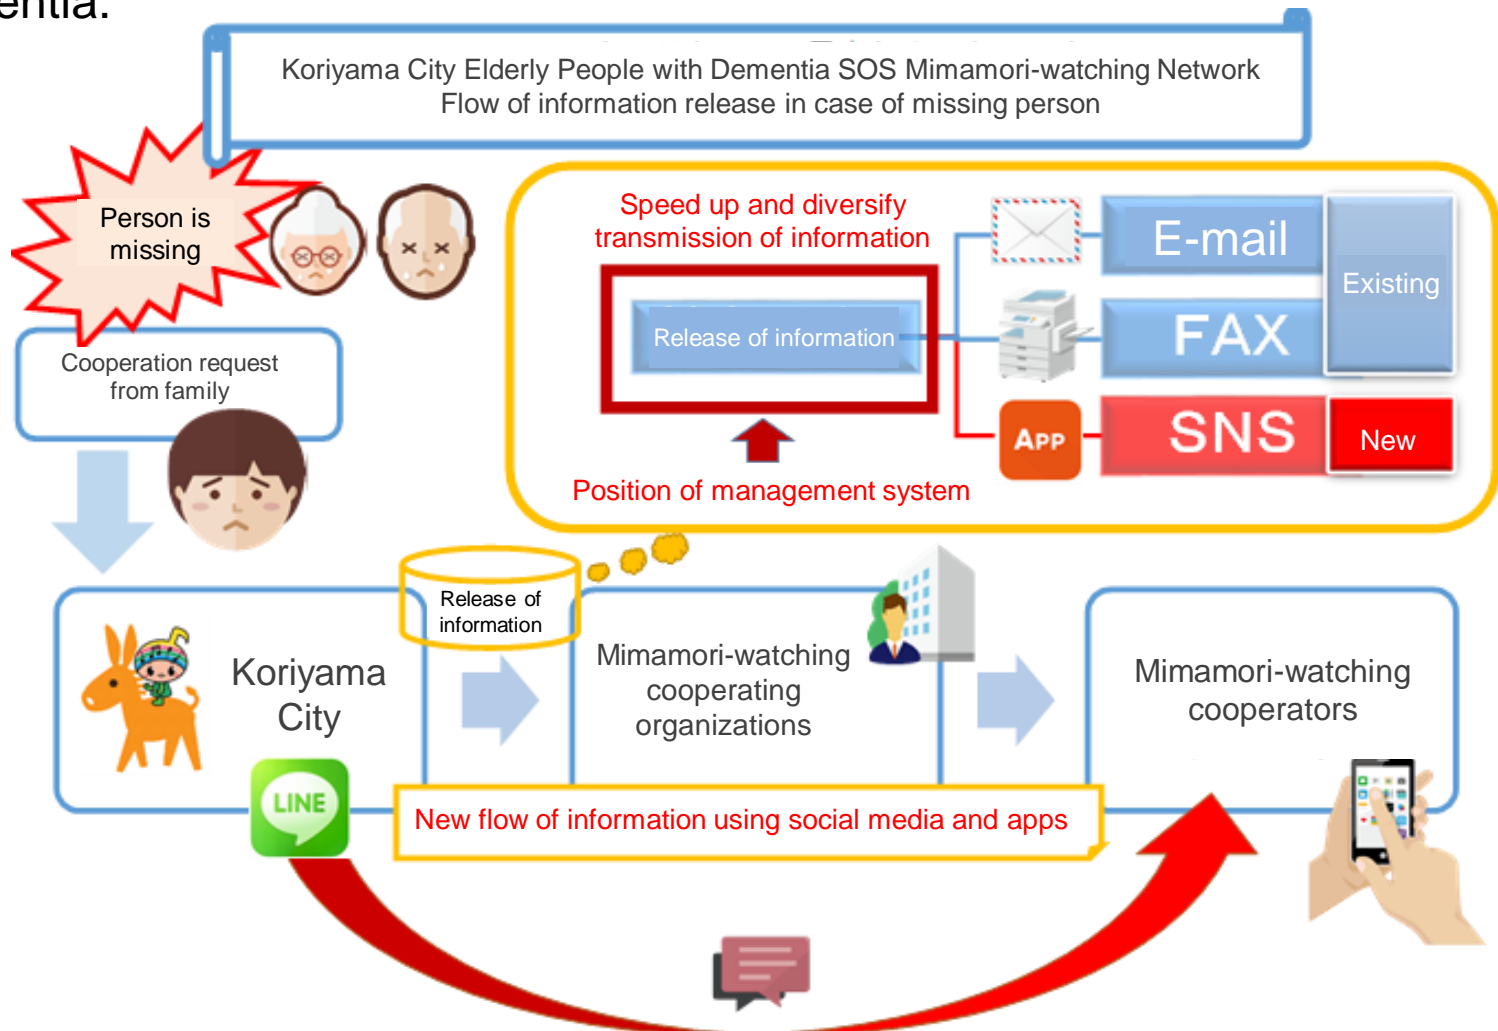 entia.
Koriyama City Elderly People with Dementia SOS Mimamori-watching Network
Flow of information release in case of missing person
Person is
missing
Cooperation request
from family
Speed up and diversify
transmission of information
Release of information
Position of management system
E-mail
FAX
Existing
APP
SNS
New
Koriyama
City
LINE
Release of
information
Mimamori-watching
cooperating
organizations
Mimamori-watching
cooperators
New flow of information using social media and apps